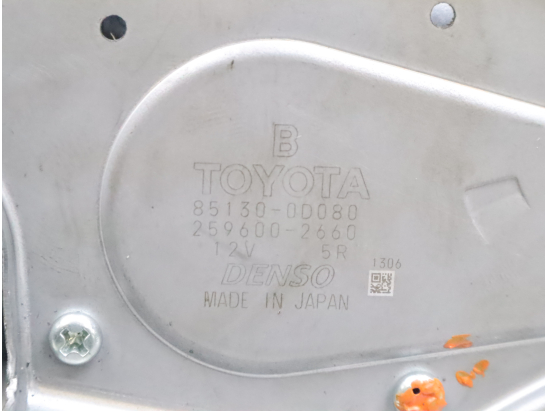 B
TOYOTA
85130-0D080
259600-2660
12V 5R
1306
DENSO
MADE IN JAPAN